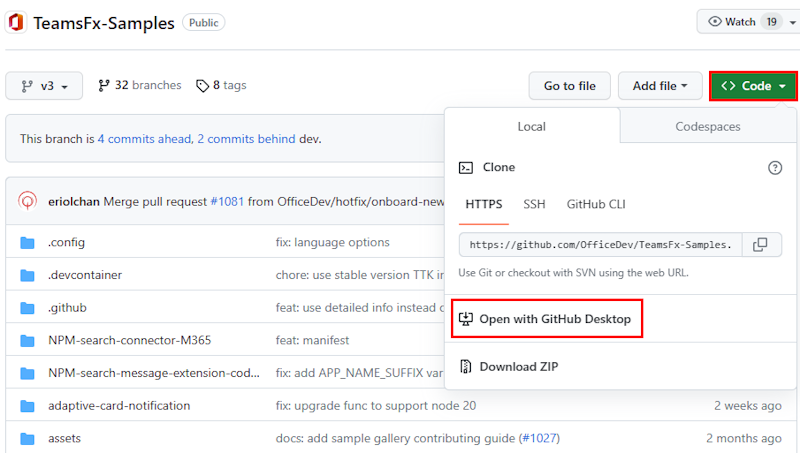 TeamsFx-Samples Public Watch 19
v3 32 branches 8 tags Go to file Add file <> Code
This branch is 4 commits ahead, 2 commits behind dev.
Local Codespaces
Clone
HTTPS SSH GitHub CLI
https://github.com/OfficeDev/TeamsFx-Samples.
Use Git or checkout with SVN using the web URL.
Open with GitHub Desktop
Download ZIP
eriolchan Merge pull request #1081 from OfficeDev/hotfix/onboard-new
.config fix: language options
.devcontainer chore: use stable version TTK in
.github feat: use detailed info instead
NPM-search-connector-M365 feat: manifest
NPM-search-message-extension-cod... fix: add APP_NAME_SUFFIX var
adaptive-card-notification fix: upgrade func to support node 20 2 weeks ago
assets docs: add sample gallery contributing guide (#1027) 2 months ago